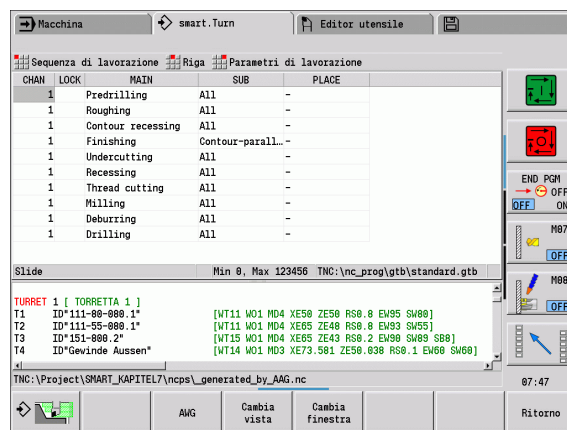 Macchina smart.Turn Editor utensile
Sequenza di lavorazione Riga Parametri di lavorazione
CHAN LOCK MAIN SUB PLACE
1 Predrilling All -
1 Roughing All -
1 Contour recessing All -
1 Finishing Contour-parall… -
1 Undercutting All -
1 Recessing All -
1 Thread cutting All -
1 Milling All -
1 Deburring All -
1 Drilling All -
Slide Min 0, Max 123456 TNC:\nc_prog\gtb\standard.gtb
TURRET 1 [ TORRETTA 1 ]
T1 ID"111-80-080.1" [WT11 WO1 MD4 XE50 ZE50 RS0.8 EW95 SW80]
T2 ID"111-55-080.1" [WT11 WO1 MD4 XE65 ZE48 RS0.8 EW93 SW55]
T3 ID"151-800.2" [WT15 WO1 MD4 XE65 ZE43 RS0.2 EW90 SW89 SB8]
T4 ID"Gewinde Aussen" [WT14 WO1 MD3 XE73.501 ZE50.038 RS0.1 EW60 SW60]
TNC:\Project\SMART_KAPITEL7\ncps\_generated_by_AAG.nc
AWG Cambia vista Cambia finestra Ritorno
END PGM
OFF
OFF ON
M07
OFF
M08
OFF
07:47